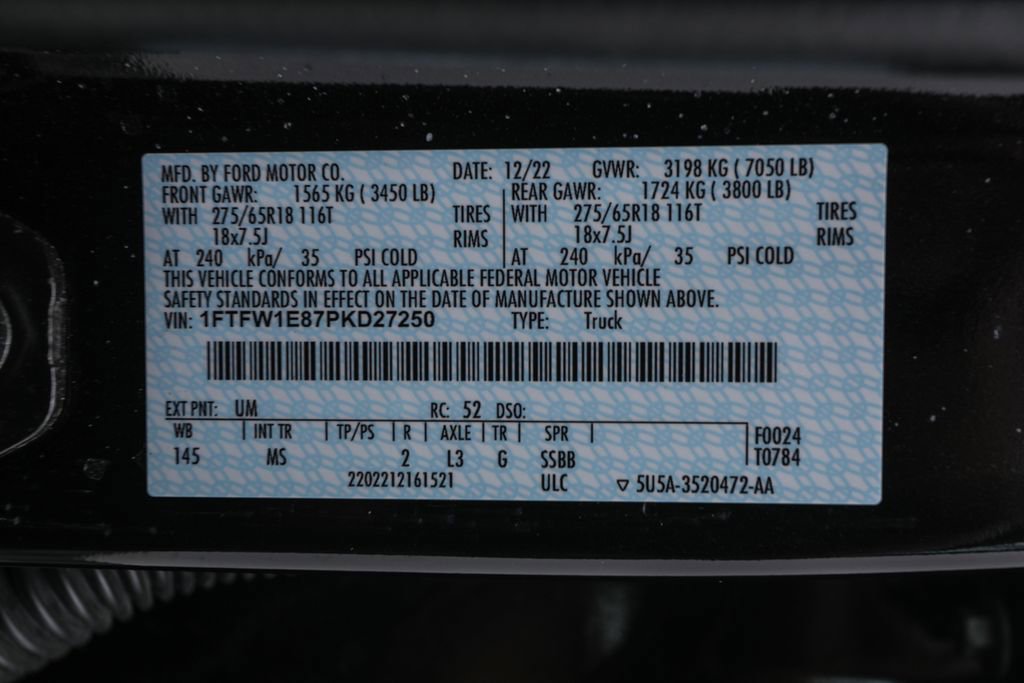 MFD. BY FORD MOTOR CO. DATE: 12/22 GVWR: 3198 KG ( 7050 LB)
FRONT GAWR: 1565 KG ( 3450 LB) REAR GAWR: 1724 KG ( 3800 LB)
WITH 275/65R18 116T TIRES WITH 275/65R18 116T TIRES
18x7.5J RIMS 18x7.5J RIMS
AT 240 kPa/ 35 PSI COLD AT 240 kPa/ 35 PSI COLD
THIS VEHICLE CONFORMS TO ALL APPLICABLE FEDERAL MOTOR VEHICLE
SAFETY STANDARDS IN EFFECT ON THE DATE OF MANUFACTURE SHOWN ABOVE.
VIN: 1FTFW1E87PKD27250 TYPE: Truck
EXT PNT: UM RC: 52 DSO:
WB INT TR TP/PS R AXLE TR SPR F0024
145 MS 2 L3 G SSBB T0784
2202212161521 ULC ▽ 5U5A-3520472-AA